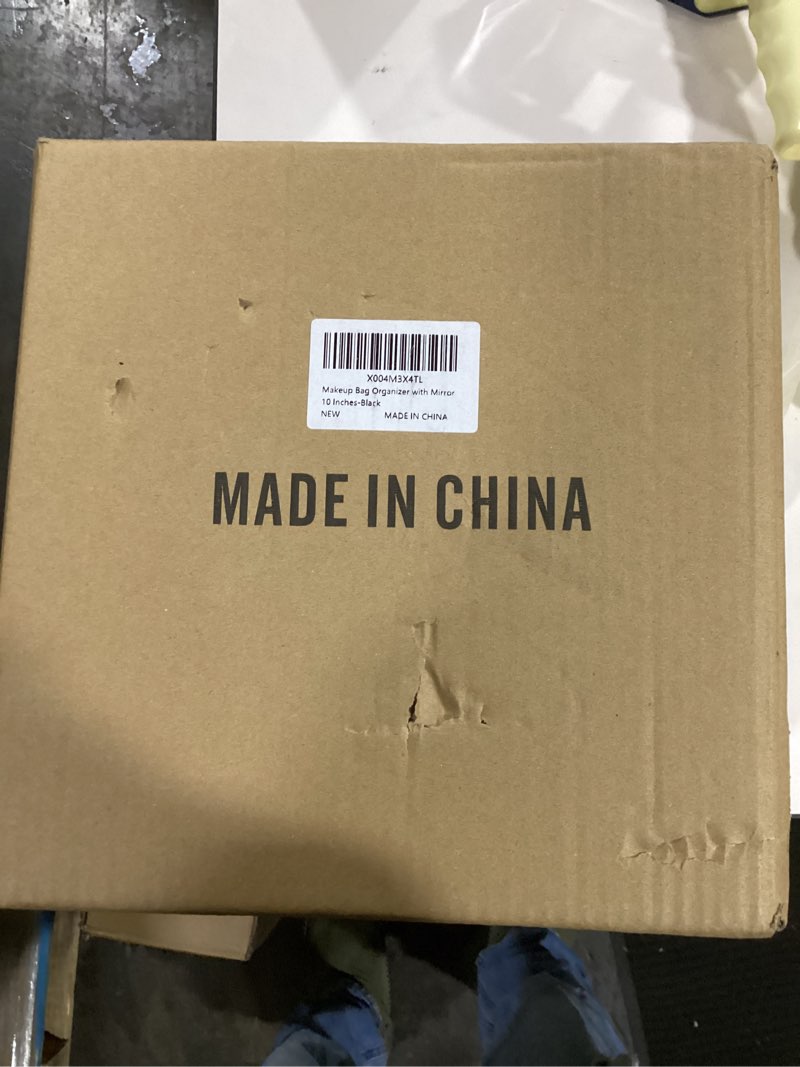 X004M3X4TL
Makeup Bag Organizer with Mirror
10 Inches-Black
NEW MADE IN CHINA
MADE IN CHINA